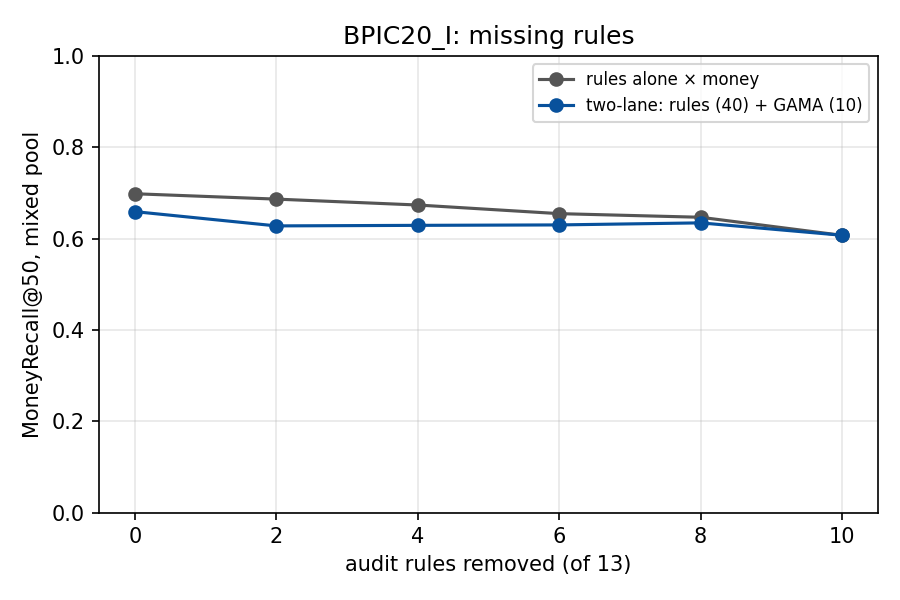 BPIC20_I: missing rules
rules alone × money
two-lane: rules (40) + GAMA (10)
MoneyRecall@50, mixed pool
1.0
0.8
0.6
0.4
0.2
0.0
0 2 4 6 8 10
audit rules removed (of 13)